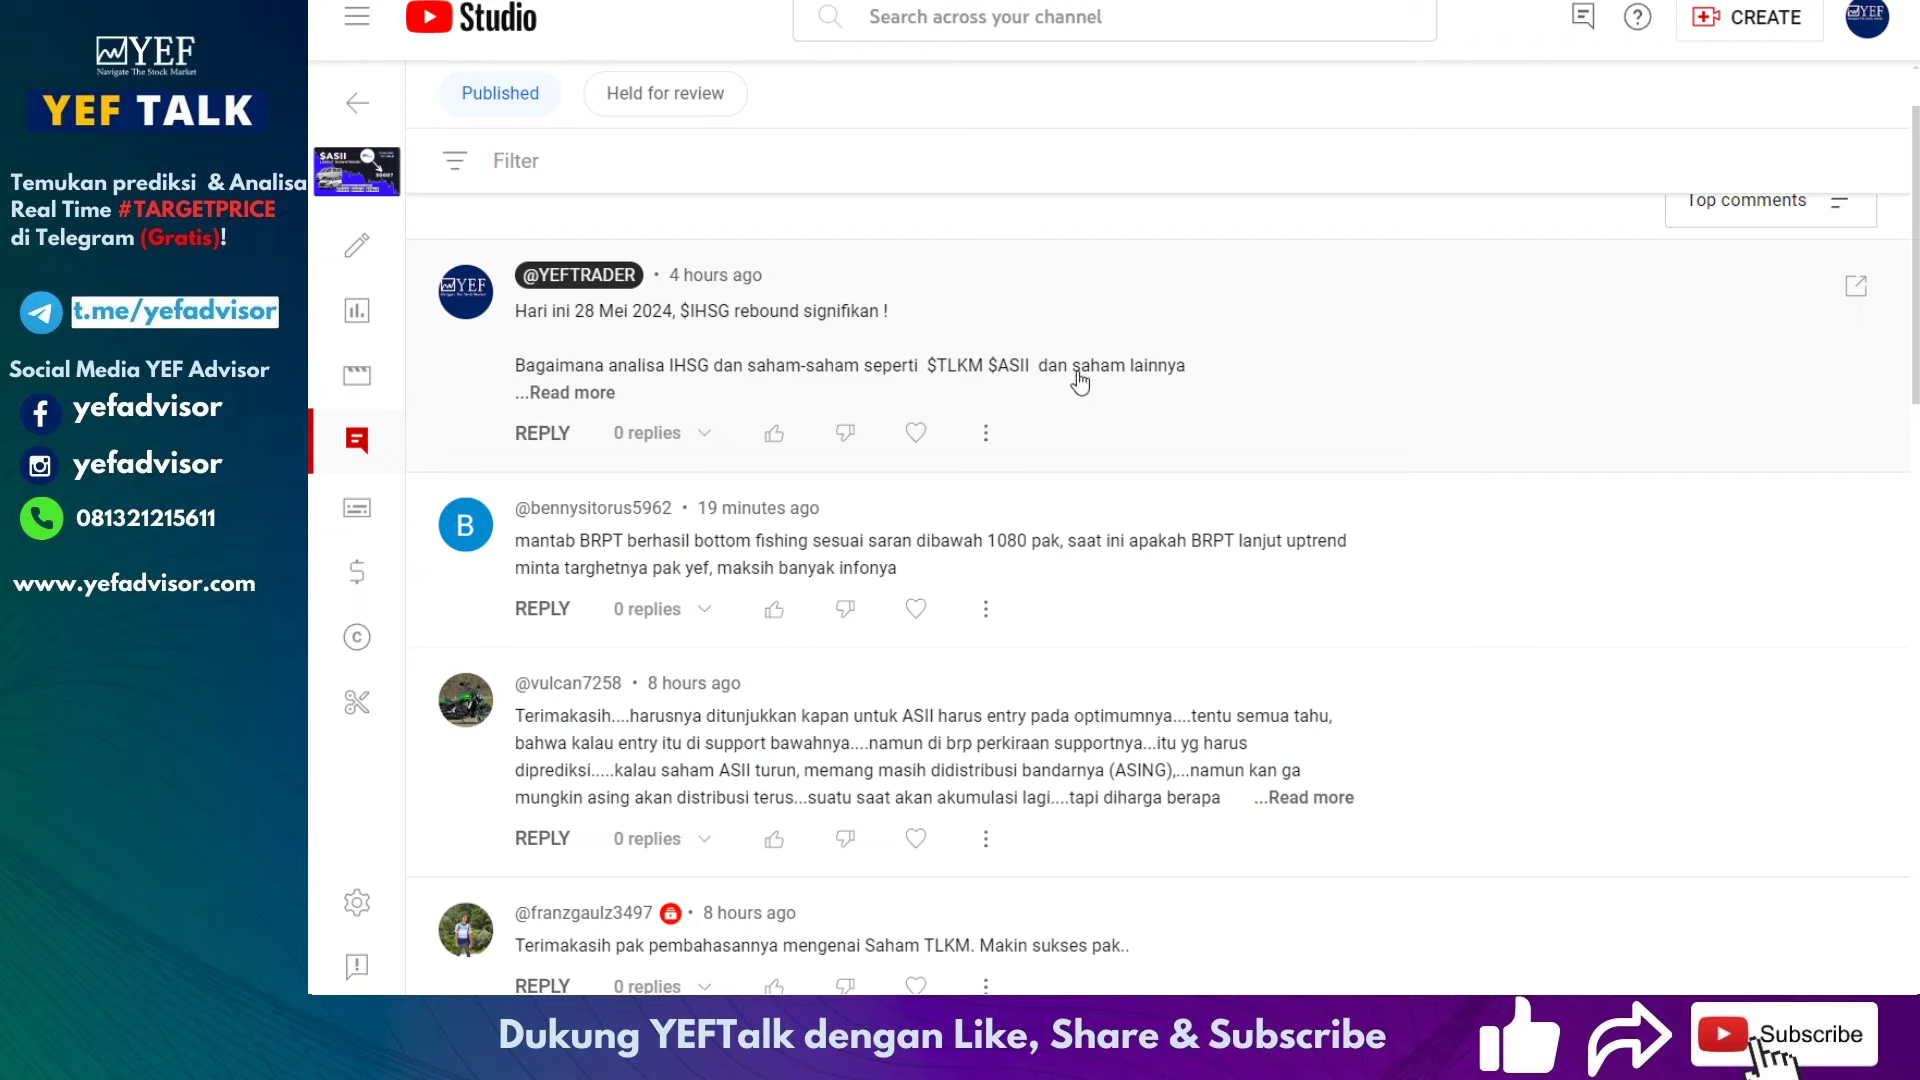 YEF
Navigate The Stock Market
YEF TALK
Temukan prediksi & Analisa
Real Time #TARGETPRICE
di Telegram (Gratis)!
t.me/yefadvisor
Social Media YEF Advisor
yefadvisor
yefadvisor
081321215611
www.yefadvisor.com
Studio
Search across your channel
CREATE
Published
Held for review
Filter
$ASII
Top comments
@YEFTRADER • 4 hours ago
Hari ini 28 Mei 2024, $IHSG rebound signifikan !
Bagaimana analisa IHSG dan saham-saham seperti $TLKM $ASII dan saham lainnya
...Read more
REPLY 0 replies
B
@bennysitorus5962 • 19 minutes ago
mantab BRPT berhasil bottom fishing sesuai saran dibawah 1080 pak, saat ini apakah BRPT lanjut uptrend
minta targhetnya pak yef, maksih banyak infonya
REPLY 0 replies
@vulcan7258 • 8 hours ago
Terimakasih....harusnya ditunjukkan kapan untuk ASII harus entry pada optimumnya....tentu semua tahu,
bahwa kalau entry itu di support bawahnya....namun di brp perkiraan supportnya...itu yg harus
diprediksi.....kalau saham ASII turun, memang masih didistribusi bandarnya (ASING),...namun kan ga
mungkin asing akan distribusi terus...suatu saat akan akumulasi lagi....tapi diharga berapa ...Read more
REPLY 0 replies
@franzgaulz3497 • 8 hours ago
Terimakasih pak pembahasannya mengenai Saham TLKM. Makin sukses pak..
REPLY 0 replies
Dukung YEFTalk dengan Like, Share & Subscribe
Subscribe